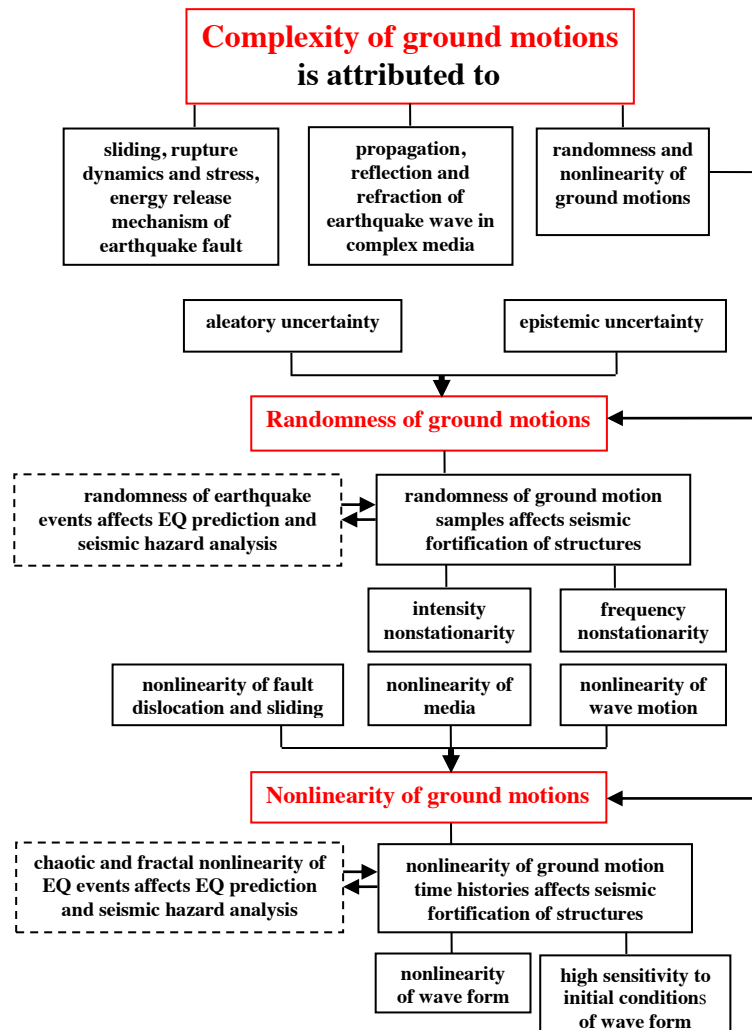 Complexity of ground motions
is attributed to
sliding, rupture
dynamics and stress,
energy release
mechanism of
earthquake fault
propagation,
reflection and
refraction of
earthquake wave in
complex media
randomness and
nonlinearity of
ground motions
aleatory uncertainty
epistemic uncertainty
Randomness of ground motions
randomness of earthquake
events affects EQ prediction and
seismic hazard analysis
randomness of ground motion
samples affects seismic
fortification of structures
intensity
nonstationarity
frequency
nonstationarity
nonlinearity of fault
dislocation and sliding
nonlinearity of
media
nonlinearity of
wave motion
Nonlinearity of ground motions
chaotic and fractal nonlinearity of
EQ events affects EQ prediction
and seismic hazard analysis
nonlinearity of ground motion
time histories affects seismic
fortification of structures
nonlinearity
of wave form
high sensitivity to
initial conditions
of wave form